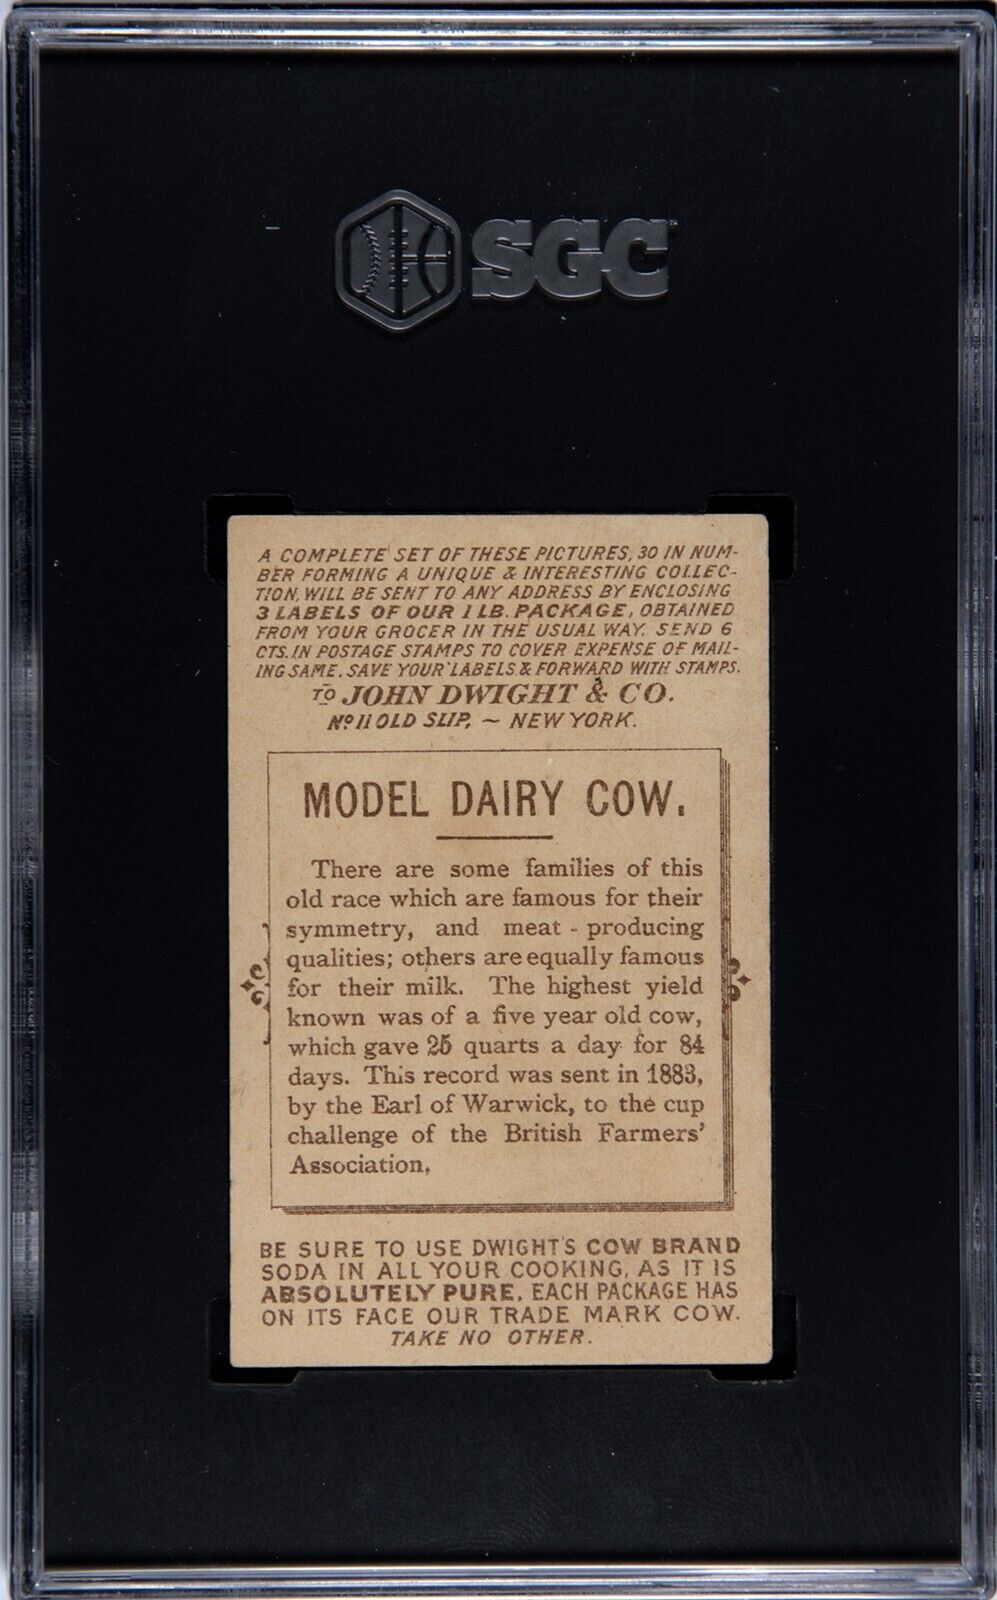 SGC
A COMPLETE SET OF THESE PICTURES, 30 IN NUM-
BER FORMING A UNIQUE & INTERESTING COLLEC-
TION, WILL BE SENT TO ANY ADDRESS BY ENCLOSING
3 LABELS OF OUR 1 LB. PACKAGE, OBTAINED
FROM YOUR GROCER IN THE USUAL WAY. SEND 6
CTS. IN POSTAGE STAMPS TO COVER EXPENSE OF MAIL-
ING SAME. SAVE YOUR LABELS & FORWARD WITH STAMPS.
TO JOHN DWIGHT & CO.
No 11 OLD SLIP, ~ NEW YORK.
MODEL DAIRY COW.
There are some families of this
old race which are famous for their
symmetry, and meat-producing
qualities; others are equally famous
for their milk. The highest yield
known was of a five year old cow,
which gave 25 quarts a day for 84
days. This record was sent in 1883,
by the Earl of Warwick, to the cup
challenge of the British Farmers'
Association.
BE SURE TO USE DWIGHT'S COW BRAND
SODA IN ALL YOUR COOKING, AS IT IS
ABSOLUTELY PURE. EACH PACKAGE HAS
ON ITS FACE OUR TRADE MARK COW.
TAKE NO OTHER.